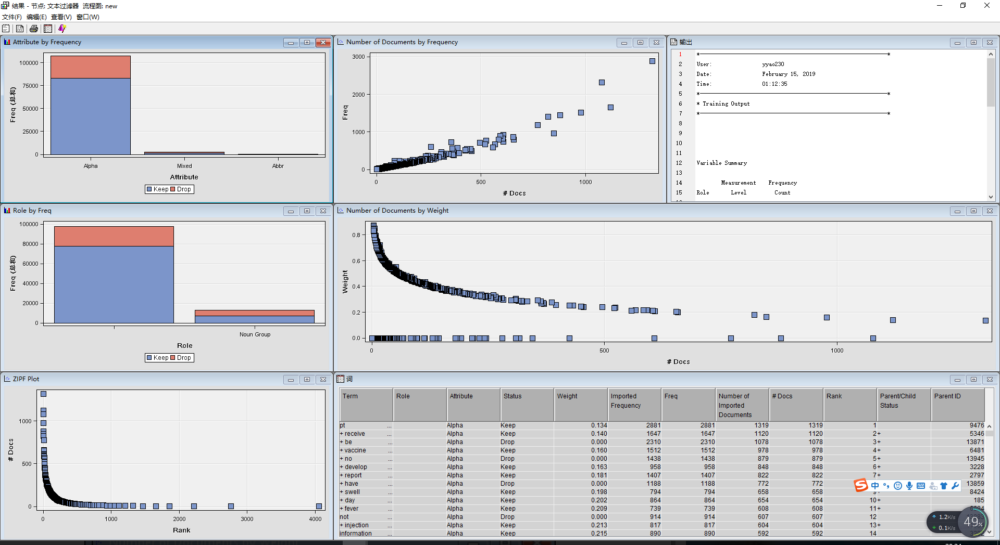 结果 - 节点: 文本过滤器 流程图: new
文件(F) 编辑(E) 查看(V) 窗口(W)
Attribute by Frequency
100000
75000
50000
25000
0
Freq (总和)
Alpha Mixed Abbr
Attribute
Keep Drop
Number of Documents by Frequency
3000
2000
1000
0
Freq
0 500 1000
# Docs
输出
1 *————————————————————*
2 User: yyao230
3 Date: February 15, 2019
4 Time: 01:12:35
5 *————————————————————*
6 * Training Output
7 *————————————————————*
8
9
10
11
12 Variable Summary
13
14 Measurement Frequency
15 Role Level Count
Role by Freq
100000
80000
60000
40000
20000
0
Freq (总和)
Noun Group
Role
Keep Drop
Number of Documents by Weight
0.8
0.6
0.4
0.2
0.0
Weight
0 500 1000
# Docs
ZIPF Plot
1000
500
0
# Docs
0 1000 2000 3000 4000
Rank
词
Term Role Attribute Status Weight Imported Frequency Freq Number of Imported Documents # Docs Rank Parent/Child Status Parent ID
pt ... Alpha Keep 0.134 2881 2881 1319 1319 1 9476
+ receive ... Alpha Keep 0.140 1647 1647 1120 1120 2 + 5346
+ be ... Alpha Drop 0.000 2310 2310 1078 1078 3 + 13871
+ vaccine ... Alpha Keep 0.160 1512 1512 978 978 4 + 6481
+ no ... Alpha Drop 0.000 1438 1438 879 879 5 + 13945
+ develop ... Alpha Keep 0.163 958 958 848 848 6 + 3228
+ report ... Alpha Keep 0.181 1407 1407 822 822 7 + 2797
+ have ... Alpha Drop 0.000 1188 1188 772 772 13859
+ swell ... Alpha Keep 0.198 794 794 658 658 8424
+ day ... Alpha Keep 0.202 864 864 654 654 10 + 185
+ fever ... Alpha Keep 0.209 739 739 608 608 11 +
not ... Alpha Drop 0.000 914 914 607 607 12
+ injection ... Alpha Keep 0.213 817 817 604 604 13 +
information ... Alpha Keep 0.215 890 890 592 592 14
中
1.2K/s
0.1K/s
49%